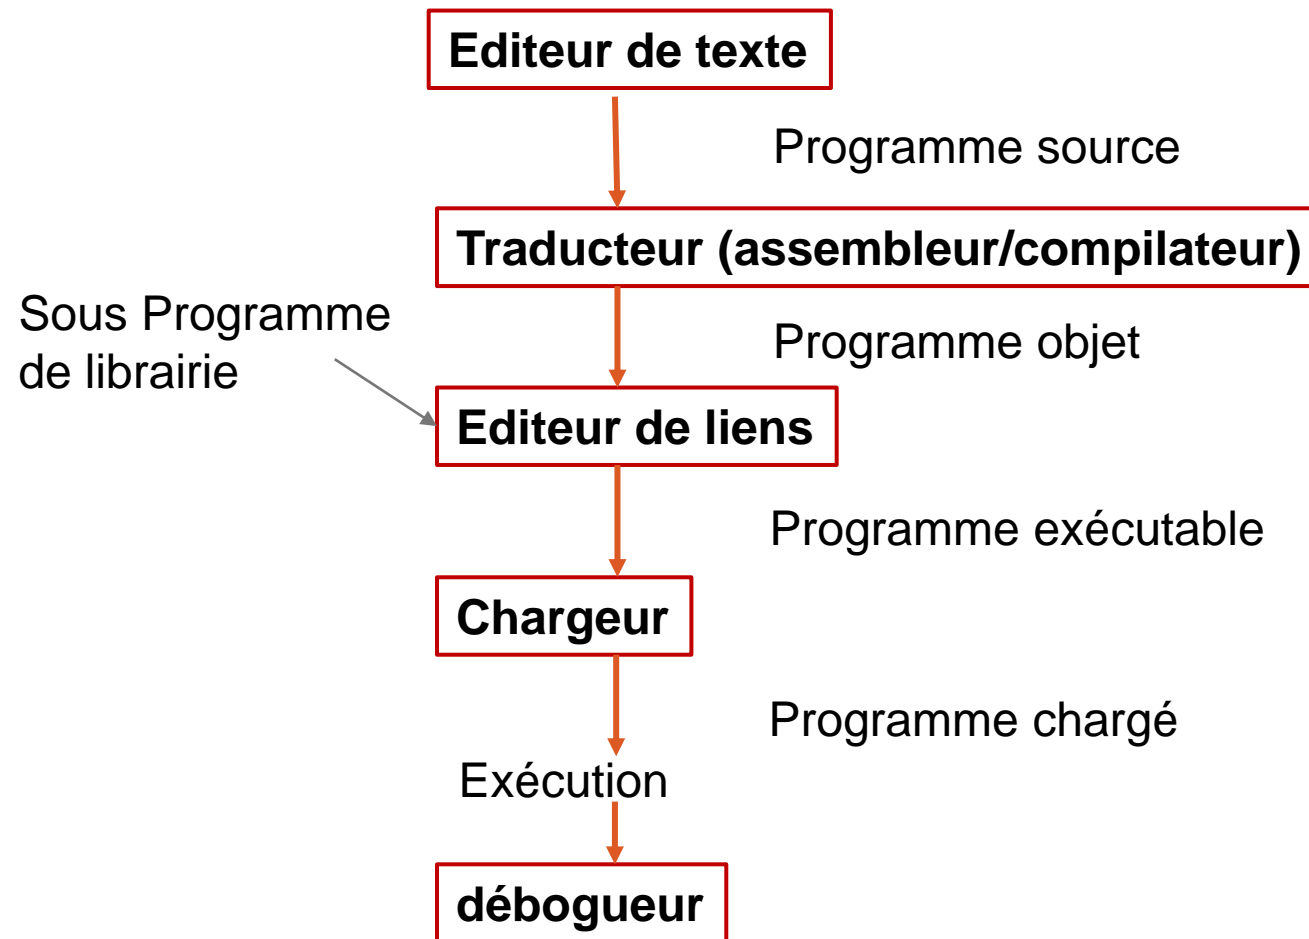 Editeur de texte
Programme source
Traducteur (assembleur/compilateur)
Sous Programme
de librairie
Programme objet
Editeur de liens
Programme exécutable
Chargeur
Programme chargé
Exécution
débogueur